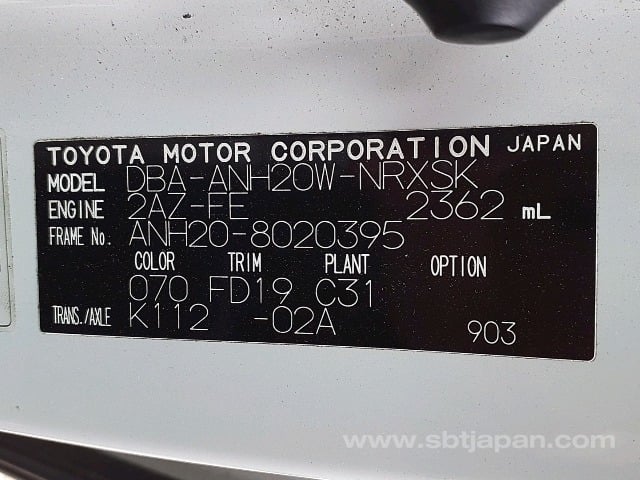 TOYOTA MOTOR CORPORATION JAPAN
MODEL DBA-ANH20W-NRXSK
ENGINE 2AZ-FE 2362 mL
FRAME No. ANH20-8020395
COLOR TRIM PLANT OPTION
070 FD19 C31
TRANS./AXLE K112 -02A 903
www.sbtjapan.com